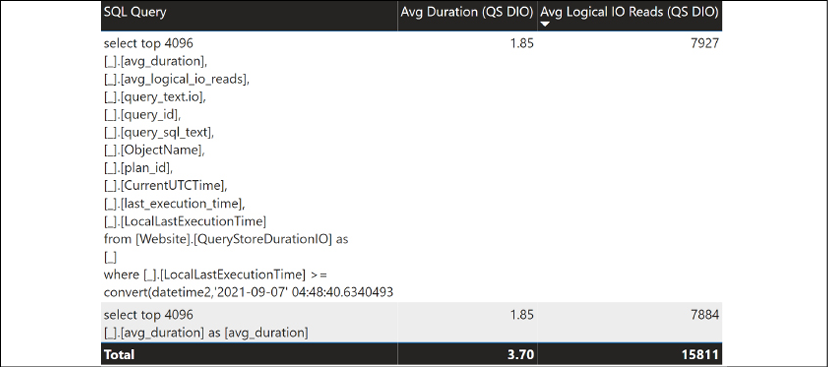 SQL Query Avg Duration (QS DIO) Avg Logical IO Reads (QS DIO)
select top 4096 1.85 7927
[_].[avg_duration],
[_].[avg_logical_io_reads],
[_].[query_text.io],
[_].[query_id],
[_].[query_sql_text],
[_].[ObjectName],
[_].[plan_id],
[_].[CurrentUTCTime],
[_].[last_execution_time],
[_].[LocalLastExecutionTime]
from [Website].[QueryStoreDurationIO] as
[_]
where [_].[LocalLastExecutionTime] >=
convert(datetime2,'2021-09-07' 04:48:40.6340493
select top 4096 1.85 7884
[_].[avg_duration] as [avg_duration]
Total 3.70 15811